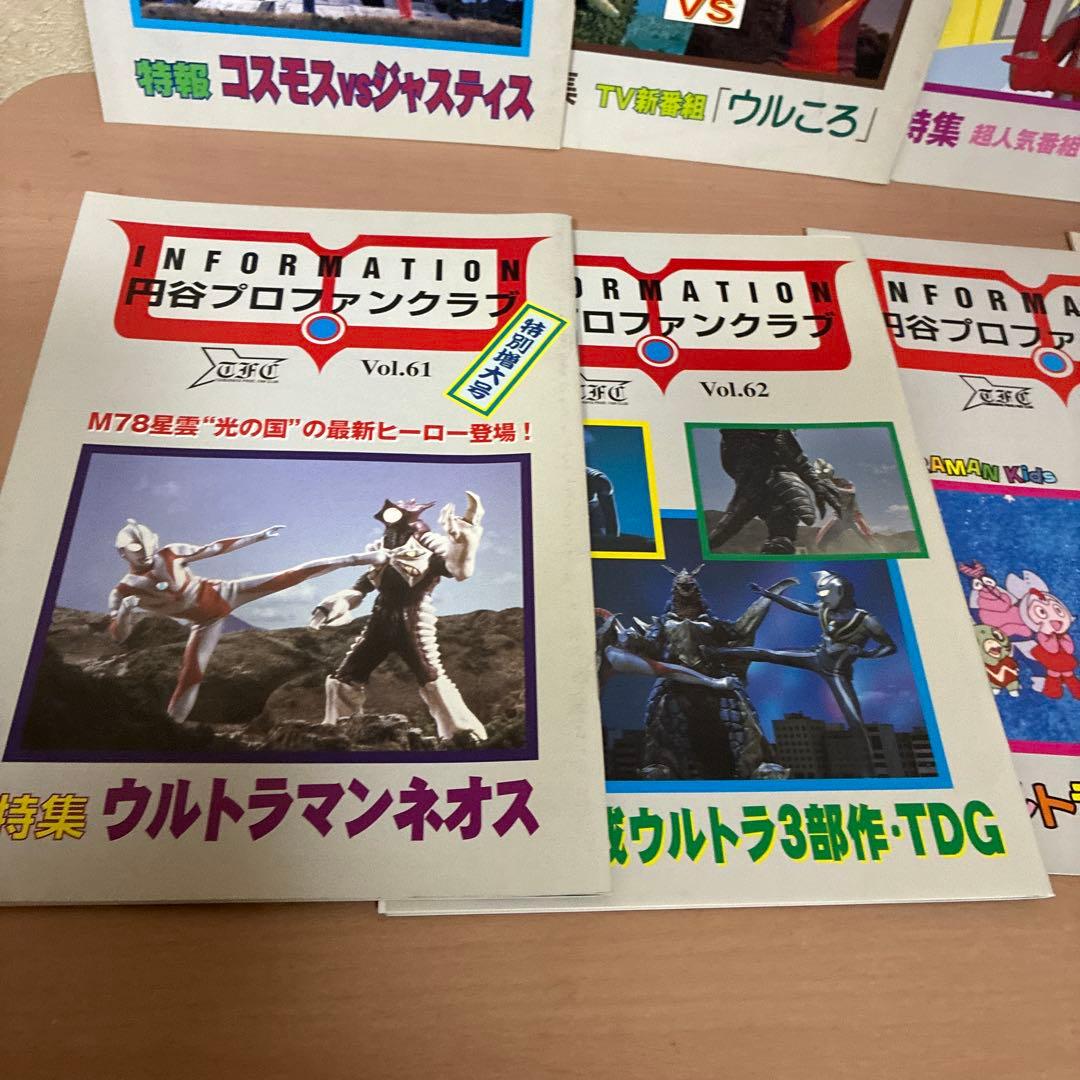 特報 コスモスvsジャスティス
VS
TV新番組「ウルころ」
特集 超人気番組
INFORMATION
円谷プロファンクラブ
特別増大号
TFC
Vol.61
M78星雲“光の国”の最新ヒーロー登場！
特集 ウルトラマンネオス
ORMATION
プロファンクラブ
TFC
Vol.62
ウルトラ3部作・TDG
NFORMA
円谷プロファ
TFC
RAMAN Kids
ルトラ